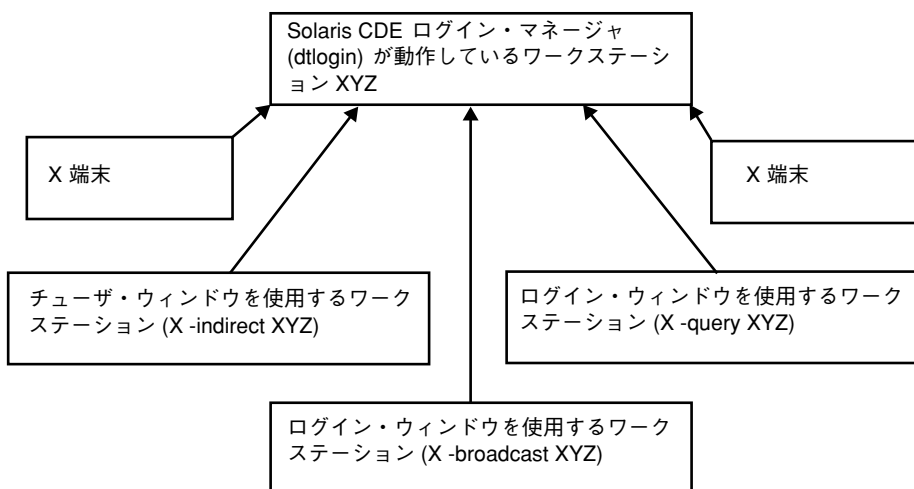 Solaris CDE ログイン・マネージャ
(dtlogin) が動作しているワークステーシ
ョン XYZ
X 端末
X 端末
チューザ・ウィンドウを使用するワーク
ステーション (X -indirect XYZ)
ログイン・ウィンドウを使用するワーク
ステーション (X -query XYZ)
ログイン・ウィンドウを使用するワーク
ステーション (X -broadcast XYZ)